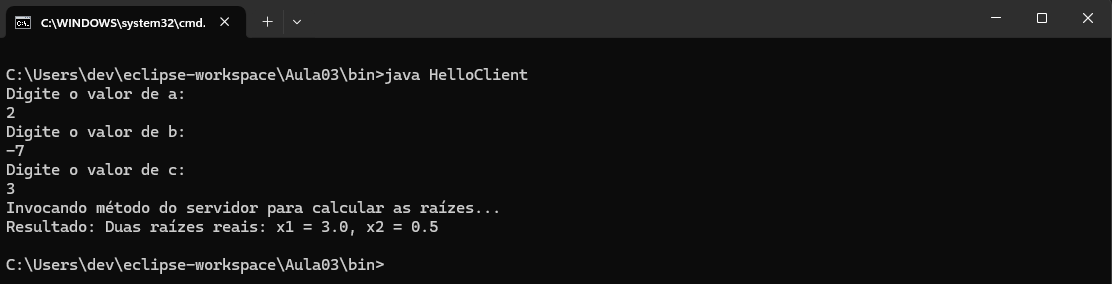 C:\WINDOWS\system32\cmd.
C:\Users\dev\eclipse-workspace\Aula03\bin>java HelloClient
Digite o valor de a:
2
Digite o valor de b:
-7
Digite o valor de c:
3
Invocando método do servidor para calcular as raízes...
Resultado: Duas raízes reais: x1 = 3.0, x2 = 0.5
C:\Users\dev\eclipse-workspace\Aula03\bin>